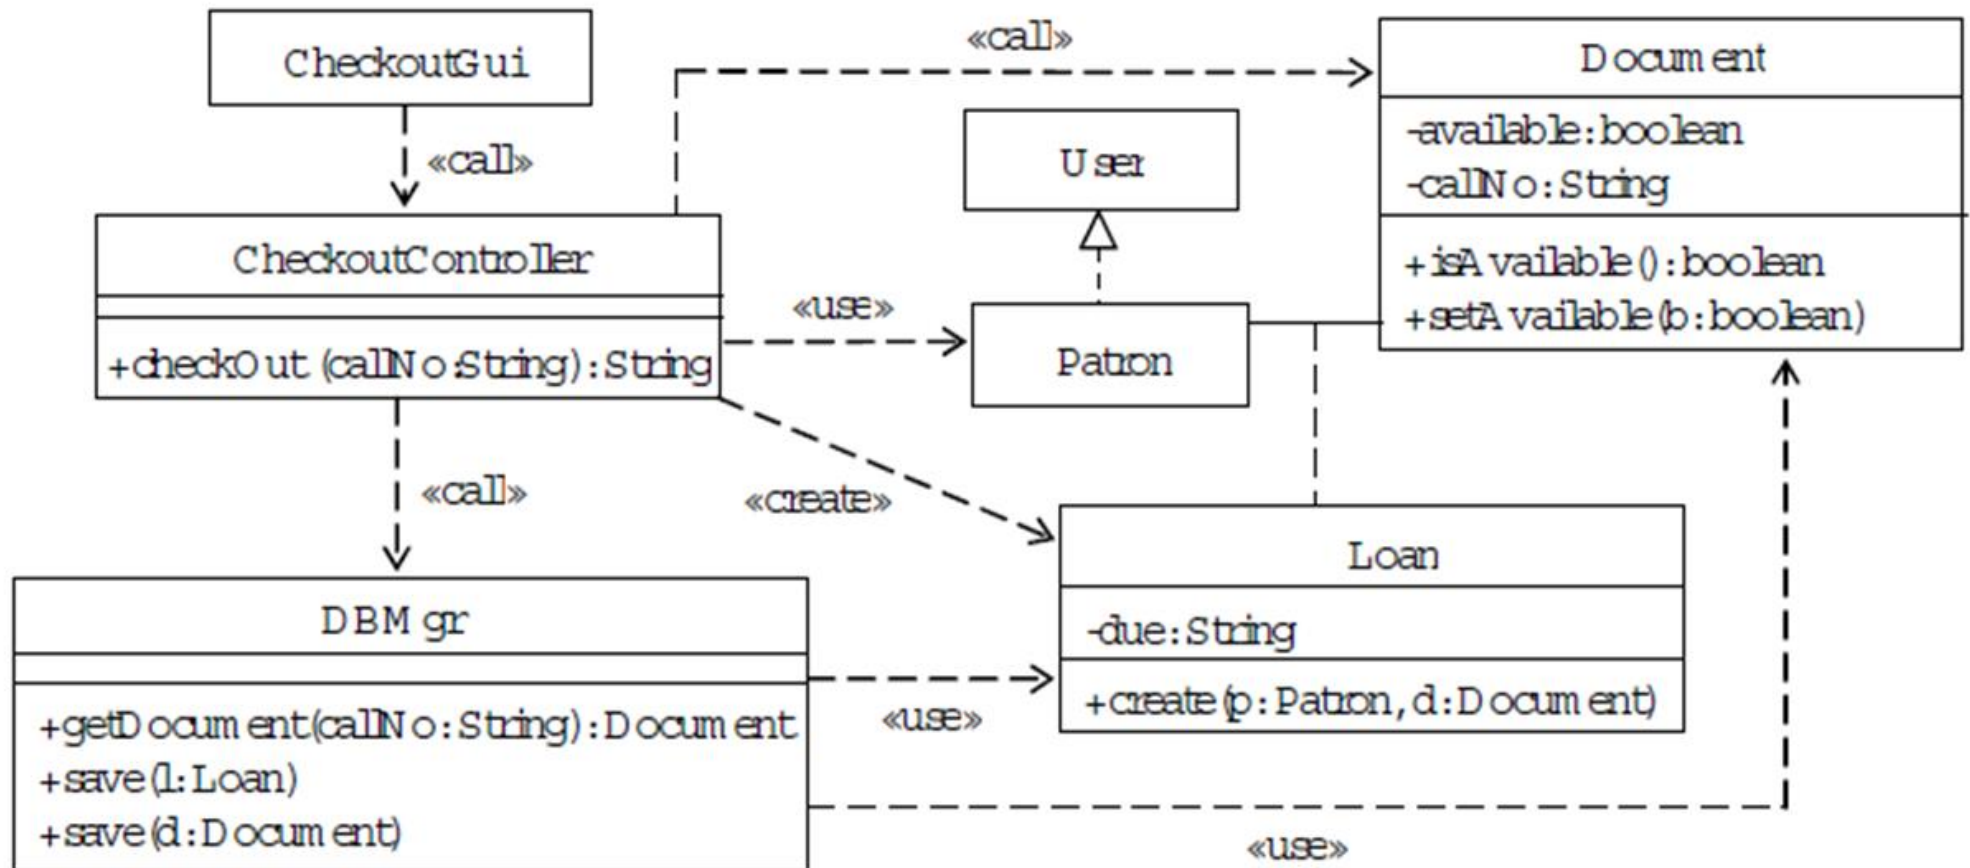 CheckoutGui
«call»
Document
-available:boolean
-callNo:String
+isAvailable():boolean
+setAvailable(b:boolean)
«call»
User
CheckoutController
+checkOut(callNo:String):String
«use»
Patron
«call»
«create»
Loan
-due:String
+create(p:Patron,d:Document)
DBMgr
+getDocument(callNo:String):Document
+save(l:Loan)
+save(d:Document)
«use»
«use»